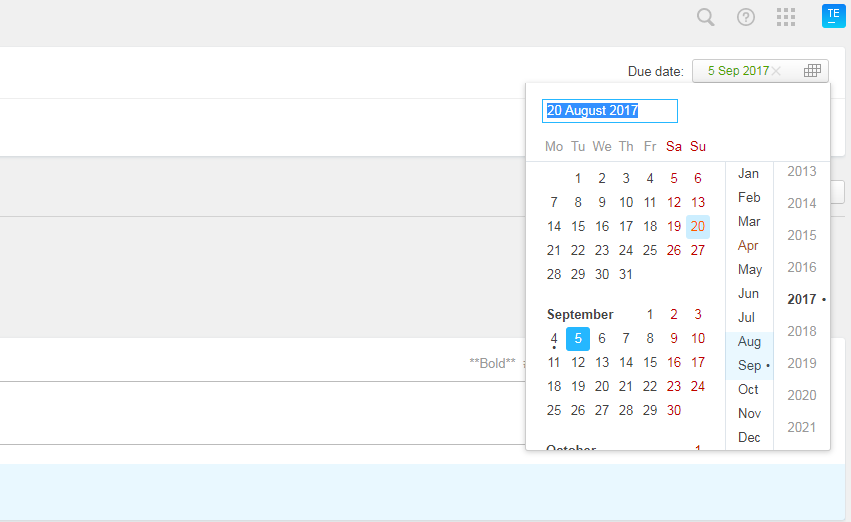 TE
Due date: 5 Sep 2017
20 August 2017
Mo Tu We Th Fr Sa Su
1 2 3 4 5 6
7 8 9 10 11 12 13
14 15 16 17 18 19 20
21 22 23 24 25 26 27
28 29 30 31
September 1 2 3
4 5 6 7 8 9 10
11 12 13 14 15 16 17
18 19 20 21 22 23 24
25 26 27 28 29 30
October 1
Jan
Feb
Mar
Apr
May
Jun
Jul
Aug
Sep •
Oct
Nov
Dec
2013
2014
2015
2016
2017 •
2018
2019
2020
2021
**Bold**